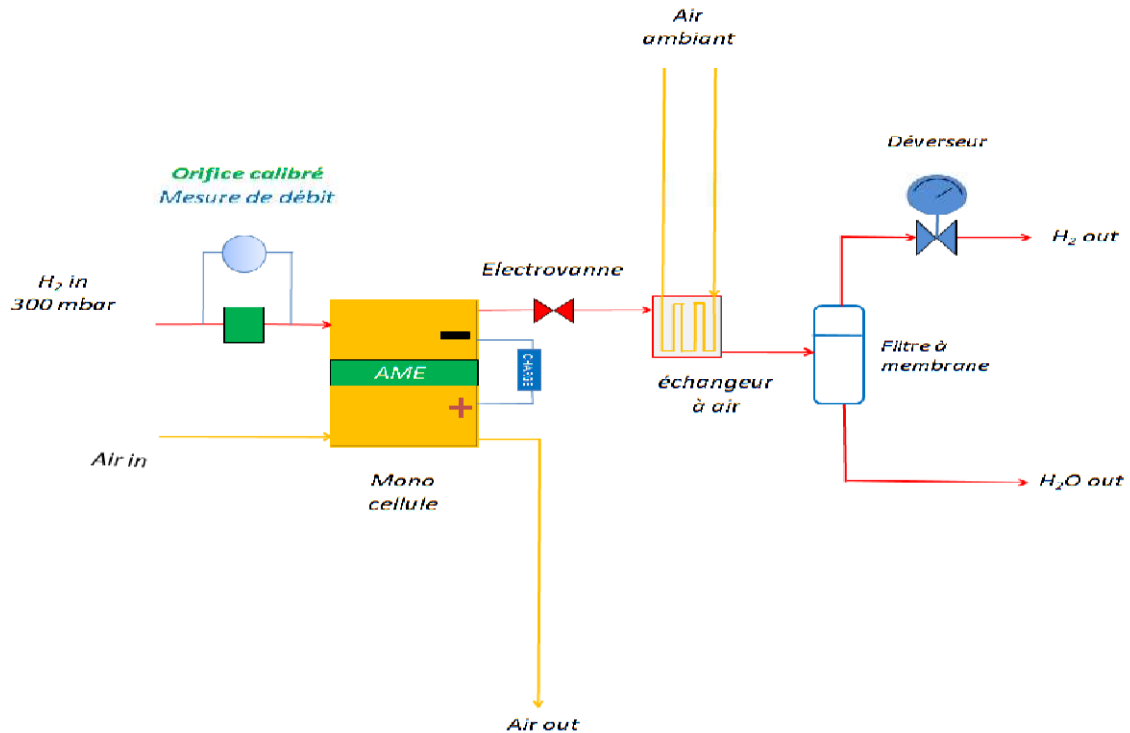 Air
ambiant
Déverseur
Orifice calibré
Mesure de débit
H₂ out
Electrovanne
H₂ in
300 mbar
CHARGE
Filtre à
membrane
AME
échangeur
à air
+
Air in
Mono
cellule
H₂O out
Air out